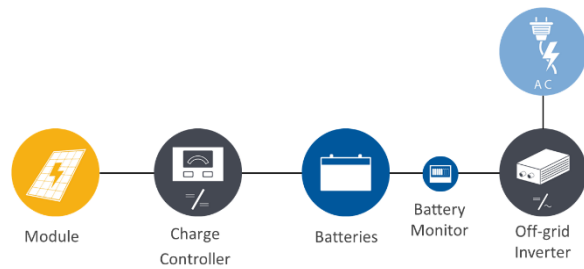 AC
Module
Charge
Controller
Batteries
Battery
Monitor
Off-grid
Inverter